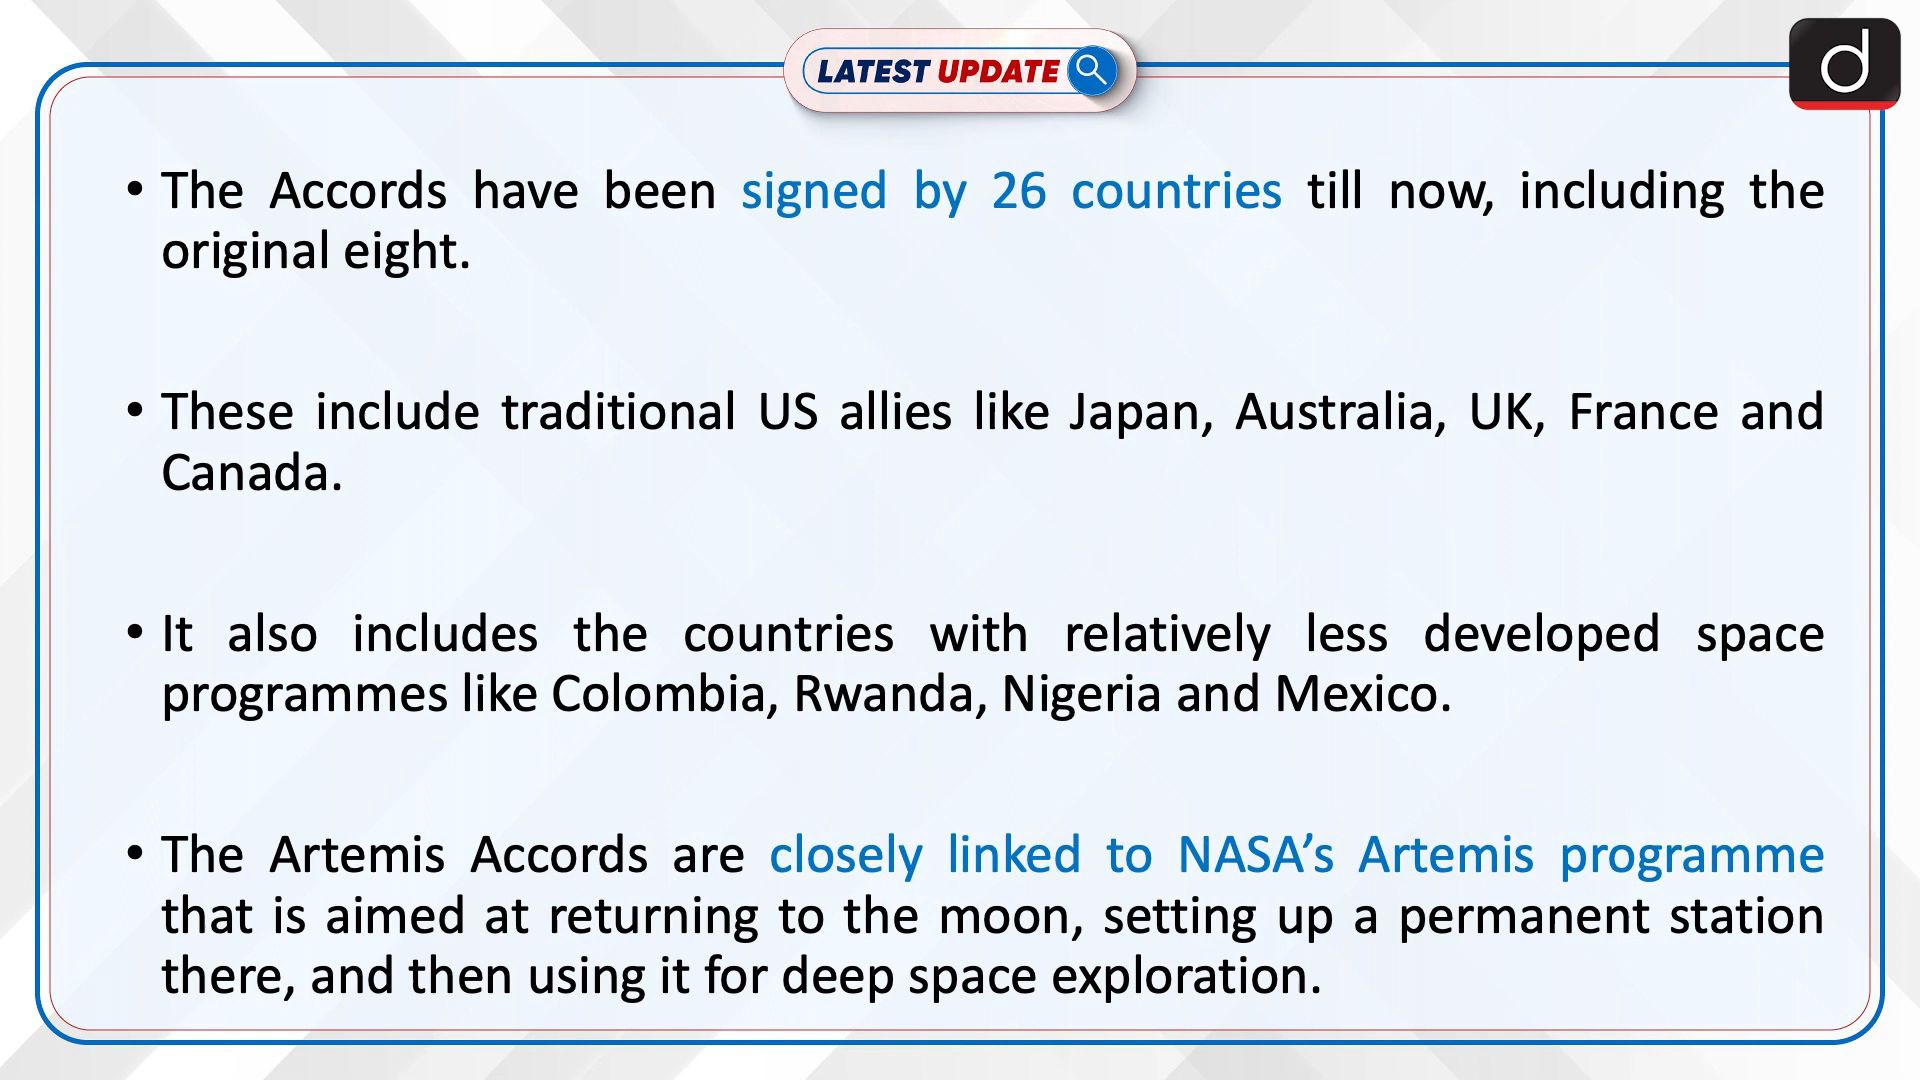 LATEST UPDATE
d
• The Accords have been signed by 26 countries till now, including the
original eight.
• These include traditional US allies like Japan, Australia, UK, France and
Canada.
• It also includes the countries with relatively less developed space
programmes like Colombia, Rwanda, Nigeria and Mexico.
• The Artemis Accords are closely linked to NASA’s Artemis programme
that is aimed at returning to the moon, setting up a permanent station
there, and then using it for deep space exploration.